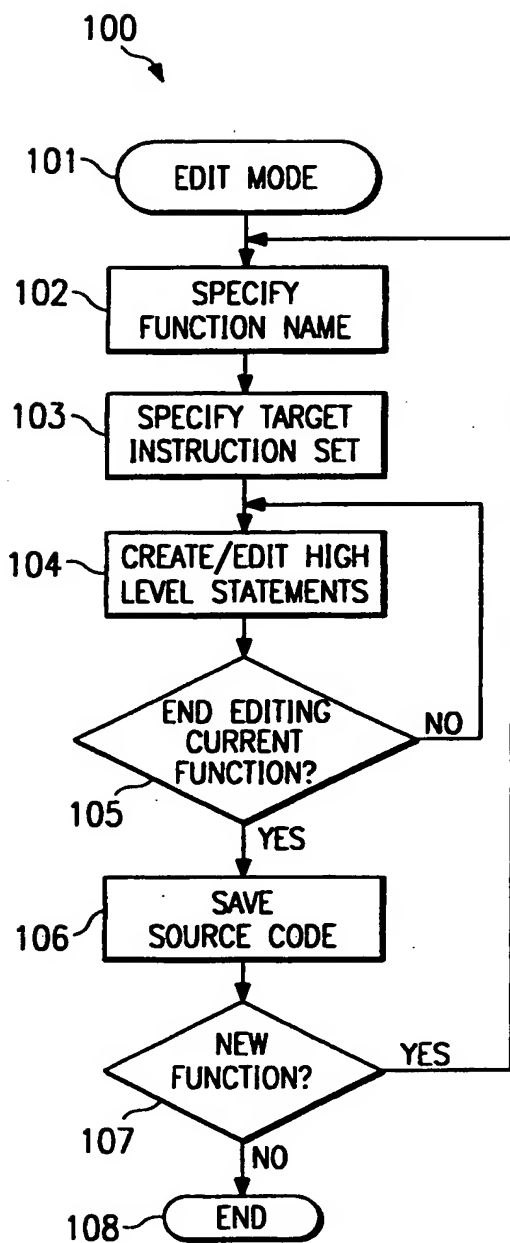 100
101
EDIT MODE
102
SPECIFY
FUNCTION NAME
103
SPECIFY TARGET
INSTRUCTION SET
104
CREATE/EDIT HIGH
LEVEL STATEMENTS
END EDITING
CURRENT
FUNCTION?
NO
105
YES
106
SAVE
SOURCE CODE
NEW
FUNCTION?
YES
107
NO
108
END